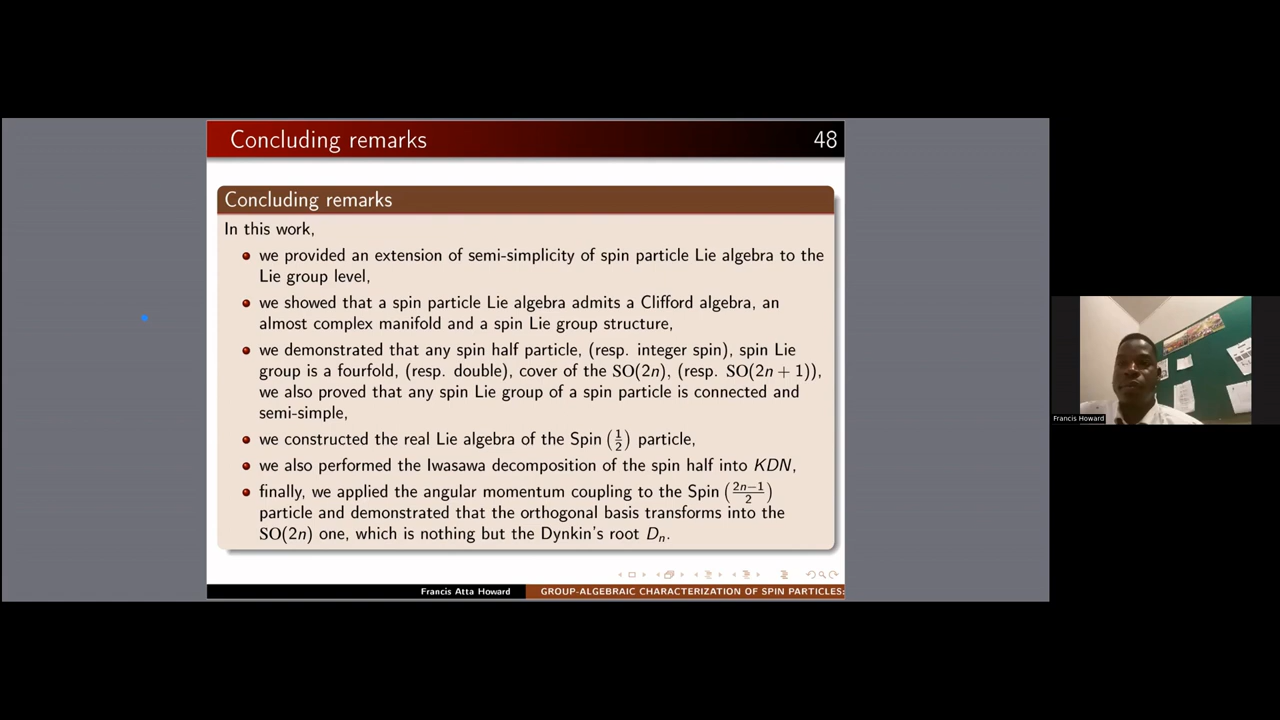 Concluding remarks 48
Concluding remarks
In this work,
we provided an extension of semi-simplicity of spin particle Lie algebra to the
Lie group level,
we showed that a spin particle Lie algebra admits a Clifford algebra, an
almost complex manifold and a spin Lie group structure,
we demonstrated that any spin half particle, (resp. integer spin), spin Lie
group is a fourfold, (resp. double), cover of the SO(2n), (resp. SO(2n + 1)),
we also proved that any spin Lie group of a spin particle is connected and
semi-simple,
we constructed the real Lie algebra of the Spin (1/2) particle,
we also performed the Iwasawa decomposition of the spin half into KDN,
finally, we applied the angular momentum coupling to the Spin ((2n−1)/2)
particle and demonstrated that the orthogonal basis transforms into the
SO(2n) one, which is nothing but the Dynkin's root Dn.
Francis Atta Howard GROUP-ALGEBRAIC CHARACTERIZATION OF SPIN PARTICLES:
Francis Howard